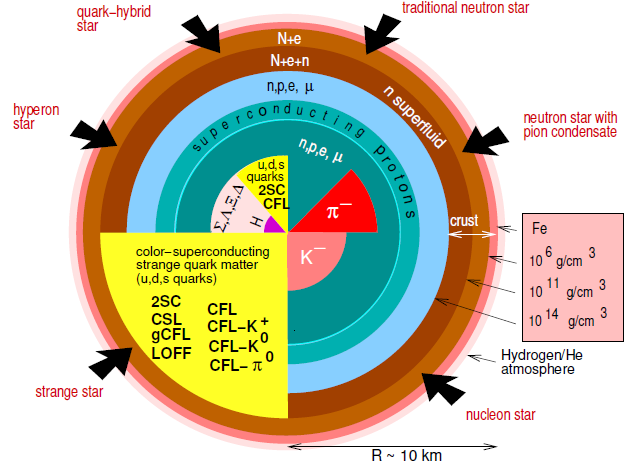 quark-hybrid
star
traditional neutron star
N+e
N+e+n
n,p,e, μ
n superfluid
hyperon
star
neutron star with
pion condensate
superconducting protons
n,p,e, μ
u,d,s
quarks
2SC
CFL
Σ,Λ,Ξ,Δ
H
π⁻
K⁻
crust
Fe
10⁶ g/cm³
10¹¹ g/cm³
10¹⁴ g/cm³
color-superconducting
strange quark matter
(u,d,s quarks)
2SC
CSL
gCFL
LOFF
CFL
CFL-K⁺
CFL-K⁰
CFL-π⁰
Hydrogen/He
atmosphere
strange star
nucleon star
R ~ 10 km